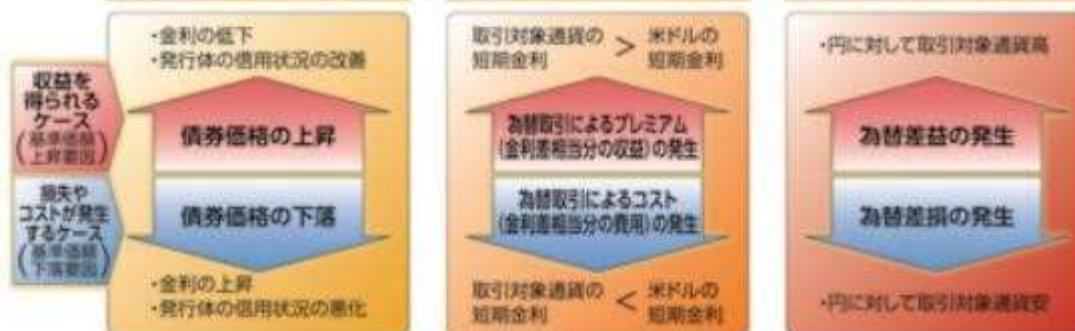 収益を
得られる
ケース
(基準価額
上昇要因)
・金利の低下
・発行体の信用状況の改善
債券価格の上昇
取引対象通貨の
短期金利
>
米ドルの
短期金利
為替取引によるプレミアム
(金利差相当分の収益)の発生
・円に対して取引対象通貨高
為替差益の発生
損失や
コストが発生
するケース
(基準価額
下落要因)
債券価格の下落
・金利の上昇
・発行体の信用状況の悪化
為替取引によるコスト
(金利差相当分の費用)の発生
取引対象通貨の
短期金利
<
米ドルの
短期金利
為替差損の発生
・円に対して取引対象通貨安